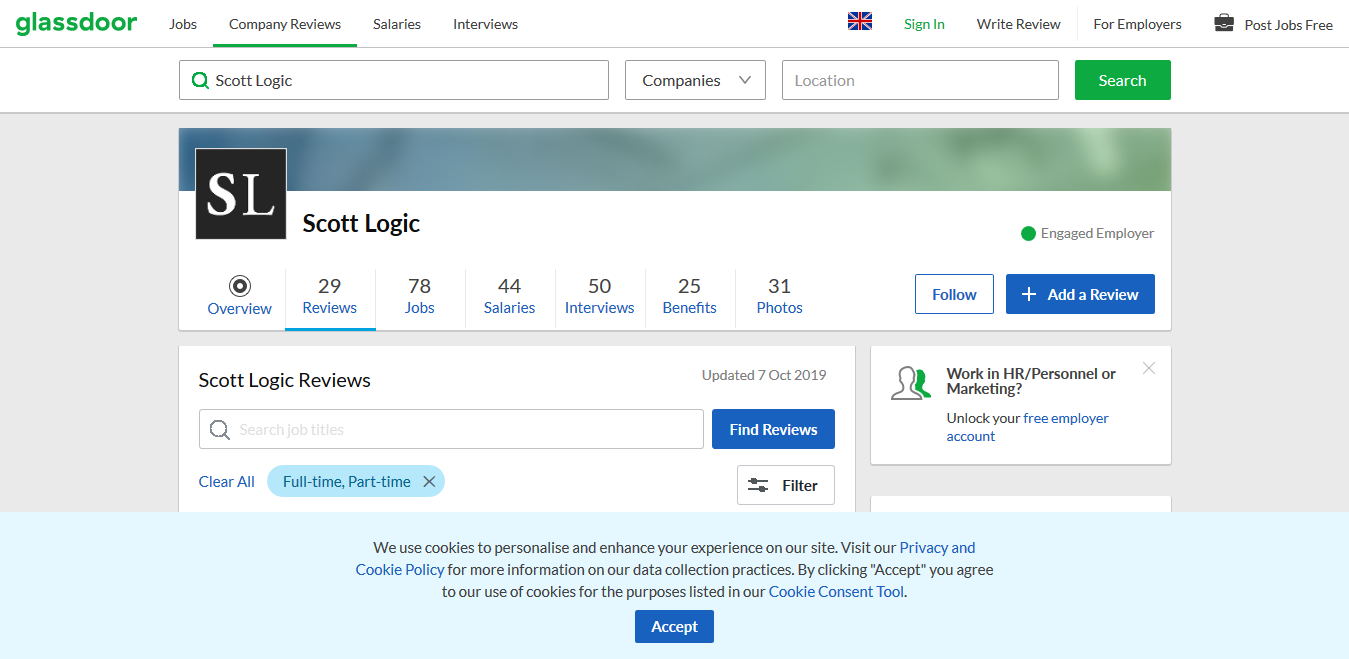 glassdoor Jobs Company Reviews Salaries Interviews Sign In Write Review For Employers Post Jobs Free
Scott Logic Companies Location Search
SL
Scott Logic
Engaged Employer
29 78 44 50 25 31
Overview Reviews Jobs Salaries Interviews Benefits Photos
Follow + Add a Review
Scott Logic Reviews
Updated 7 Oct 2019
Search job titles
Find Reviews
Clear All Full-time, Part-time
Filter
Work in HR/Personnel or
Marketing?
Unlock your free employer
account
We use cookies to personalise and enhance your experience on our site. Visit our Privacy and
Cookie Policy for more information on our data collection practices. By clicking "Accept" you agree
to our use of cookies for the purposes listed in our Cookie Consent Tool.
Accept